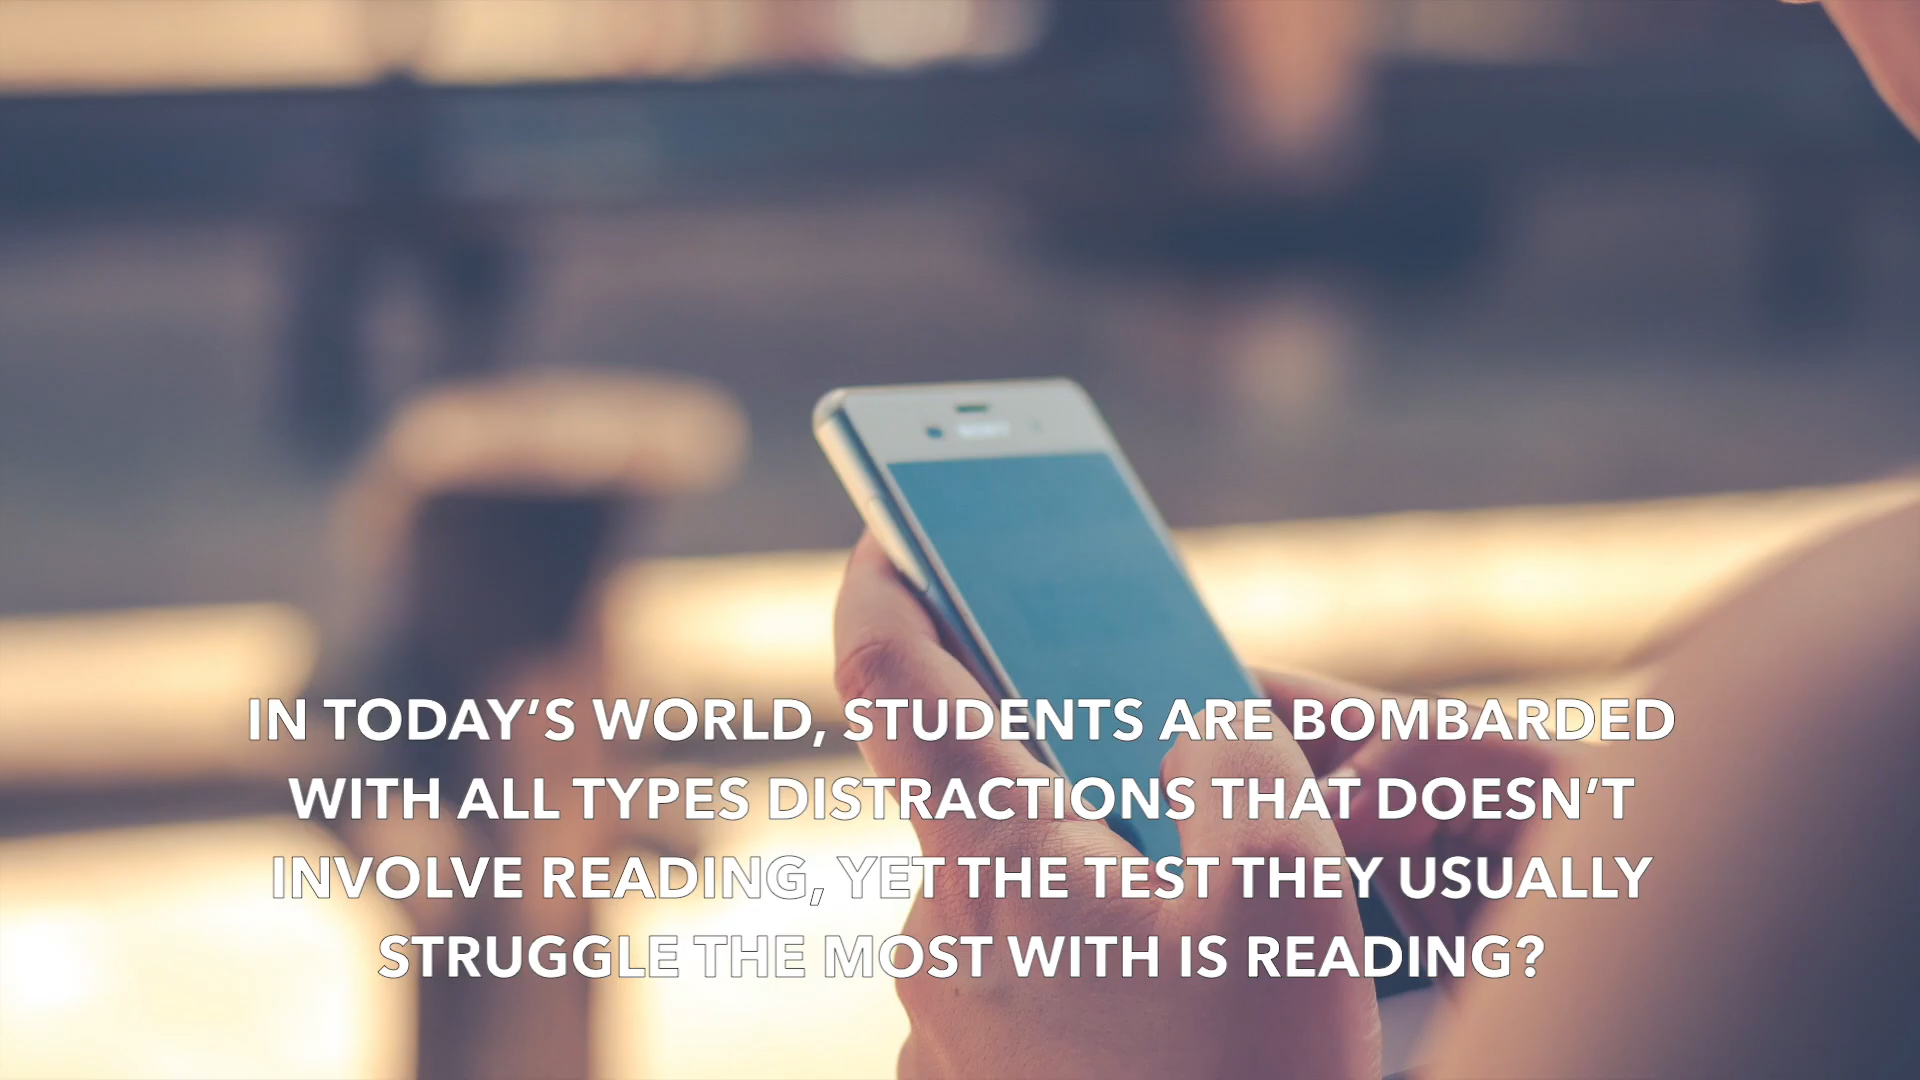 IN TODAY’S WORLD, STUDENTS ARE BOMBARDED
WITH ALL TYPES DISTRACTIONS THAT DOESN’T
INVOLVE READING, YET THE TEST THEY USUALLY
STRUGGLE THE MOST WITH IS READING?